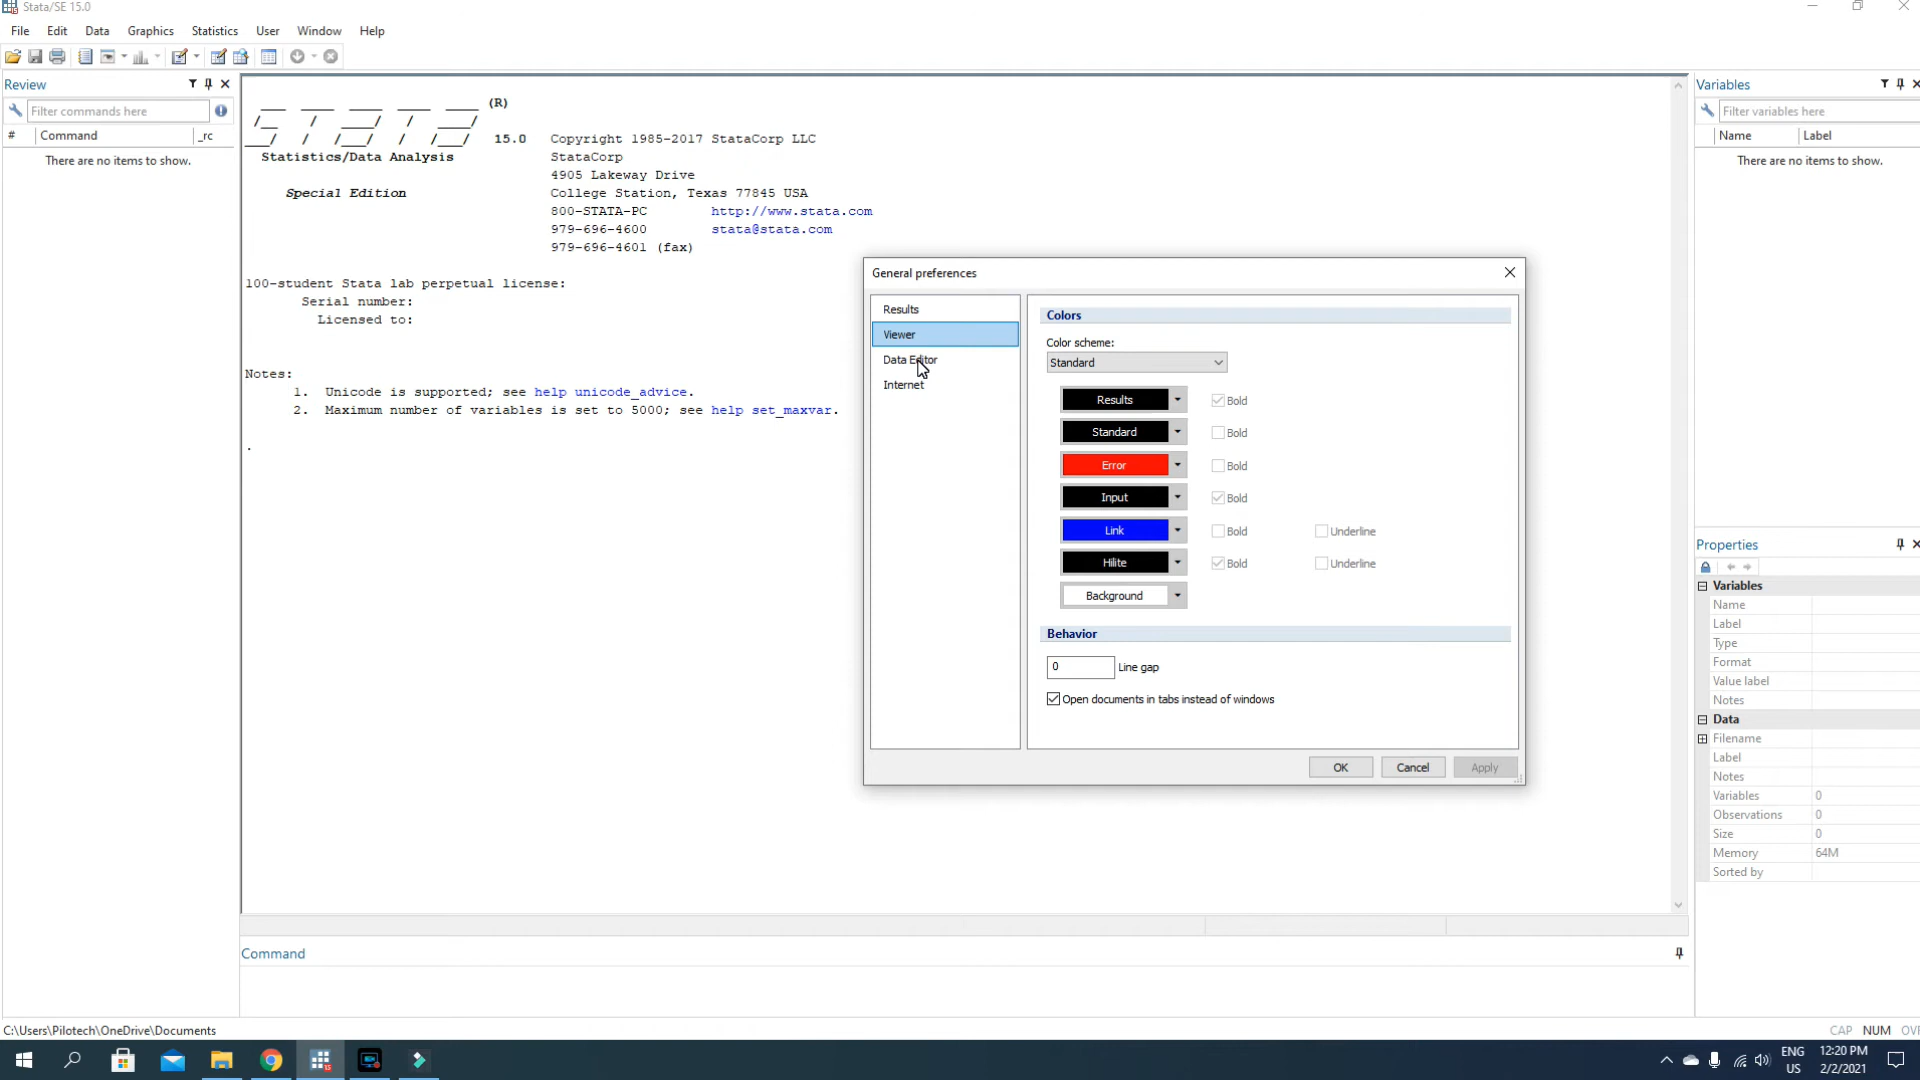 Stata/SE 15.0
File Edit Data Graphics Statistics User Window Help
Review
Filter commands here
# Command _rc
There are no items to show.
(R)
15.0 Copyright 1985-2017 StataCorp LLC
Statistics/Data Analysis StataCorp
4905 Lakeway Drive
Special Edition College Station, Texas 77845 USA
800-STATA-PC http://www.stata.com
979-696-4600 stata@stata.com
979-696-4601 (fax)
100-student Stata lab perpetual license:
Serial number:
Licensed to:
Notes:
1. Unicode is supported; see help unicode_advice.
2. Maximum number of variables is set to 5000; see help set_maxvar.
.
General preferences
Results
Viewer
Data Editor
Internet
Colors
Color scheme:
Standard
Results Bold
Standard Bold
Error Bold
Input Bold
Link Bold Underline
Hilite Bold Underline
Background
Behavior
0 Line gap
Open documents in tabs instead of windows
OK Cancel Apply
Variables
Filter variables here
Name Label
There are no items to show.
Properties
Variables
Name
Label
Type
Format
Value label
Notes
Data
Filename
Label
Notes
Variables 0
Observations 0
Size 0
Memory 64M
Sorted by
Command
C:\Users\Pilotech\OneDrive\Documents
CAP NUM OVR
ENG
US
12:20 PM
2/2/2021